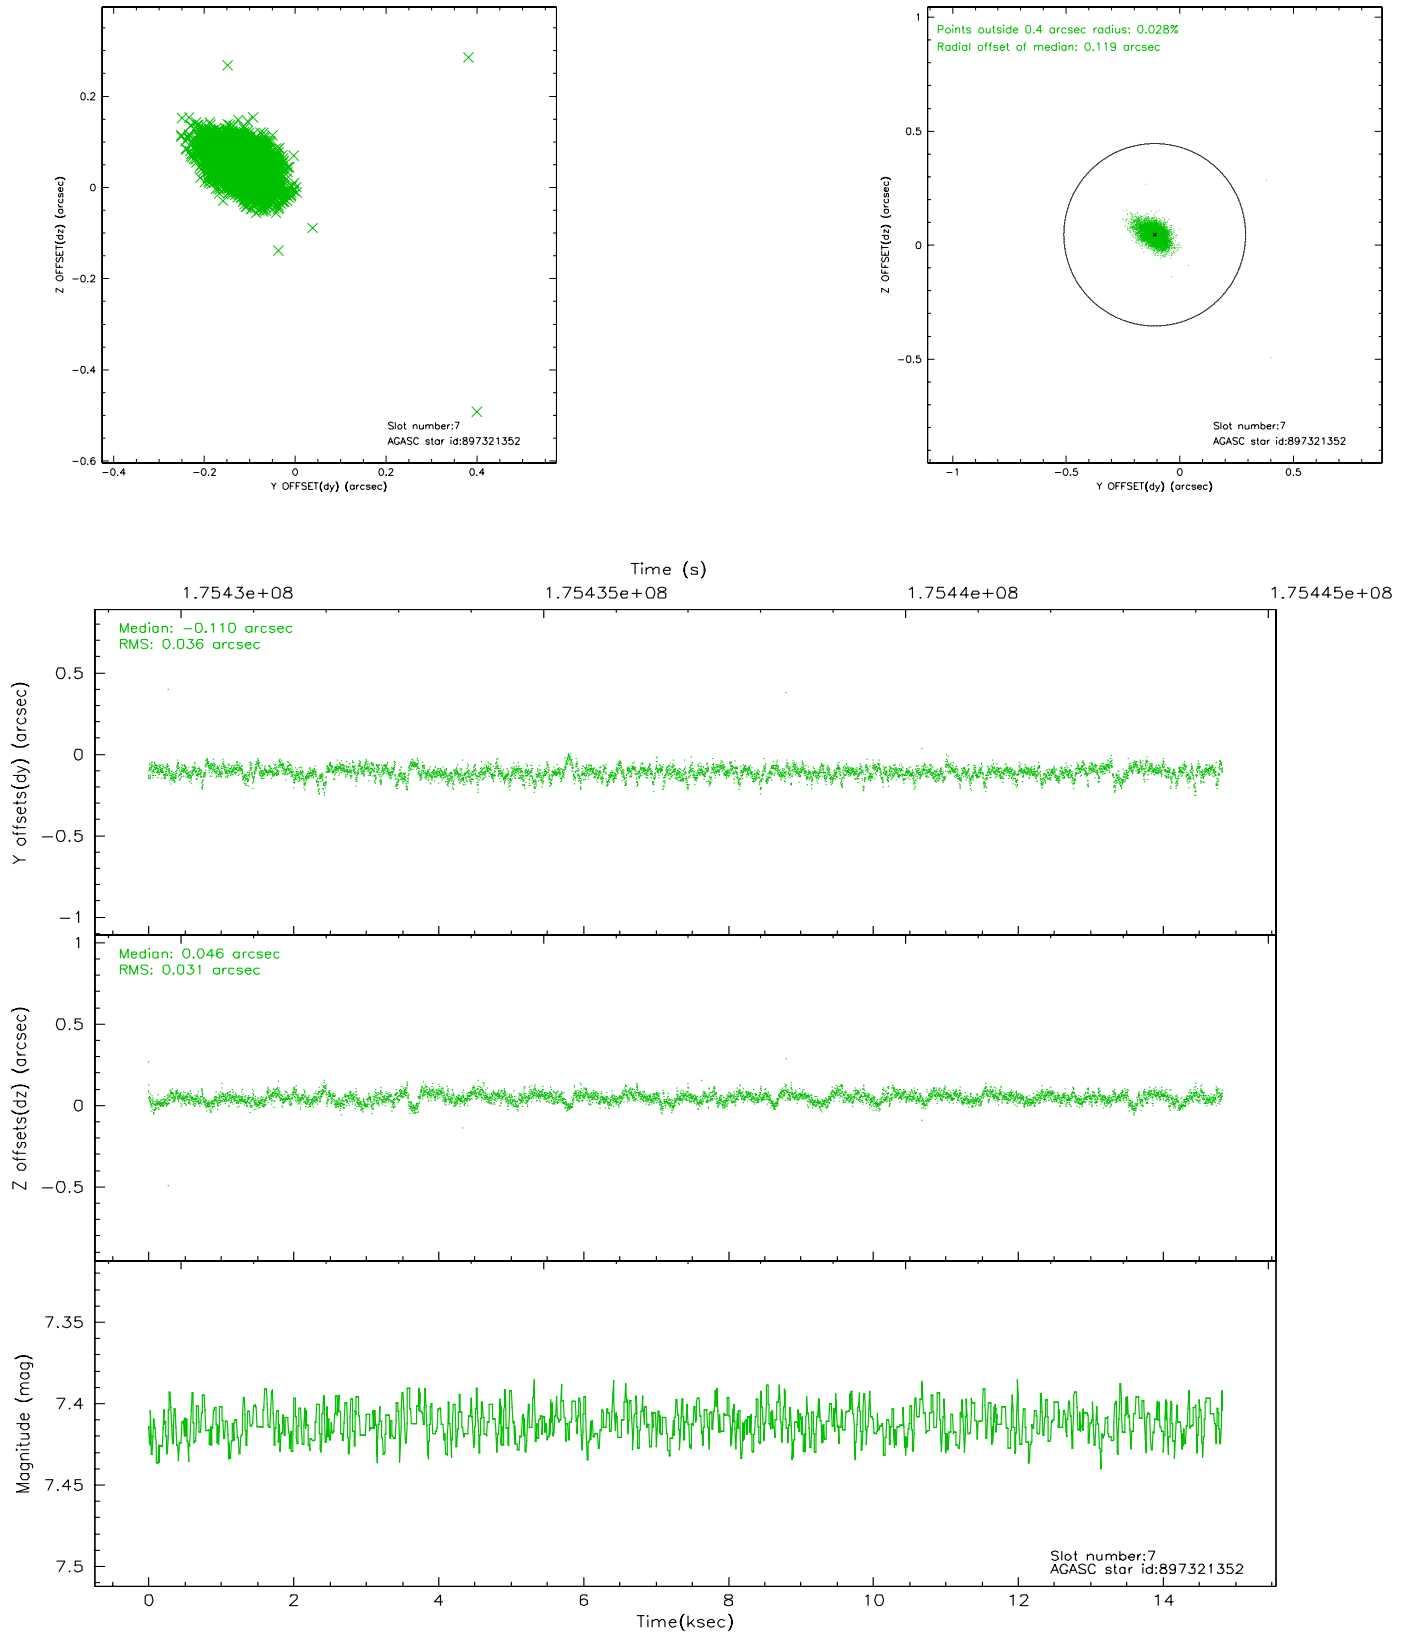 0.2
0
−0.2
−0.4
−0.6
Z OFFSET(dz) (arcsec)
−0.4 −0.2 0 0.2 0.4
Y OFFSET(dy) (arcsec)
Slot number:7
AGASC star id:897321352
Points outside 0.4 arcsec radius: 0.028%
Radial offset of median: 0.119 arcsec
1
0.5
0
−0.5
Z OFFSET(dz) (arcsec)
−1 −0.5 0 0.5
Y OFFSET(dy) (arcsec)
Slot number:7
AGASC star id:897321352
Time (s)
1.7543e+08 1.75435e+08 1.7544e+08 1.75445e+08
Median: −0.110 arcsec
RMS: 0.036 arcsec
0.5
0
−0.5
−1
Y offsets(dy) (arcsec)
Median: 0.046 arcsec
RMS: 0.031 arcsec
1
0.5
0
−0.5
Z offsets(dz) (arcsec)
7.35
7.4
7.45
7.5
Magnitude (mag)
Slot number:7
AGASC star id:897321352
0 2 4 6 8 10 12 14
Time(ksec)